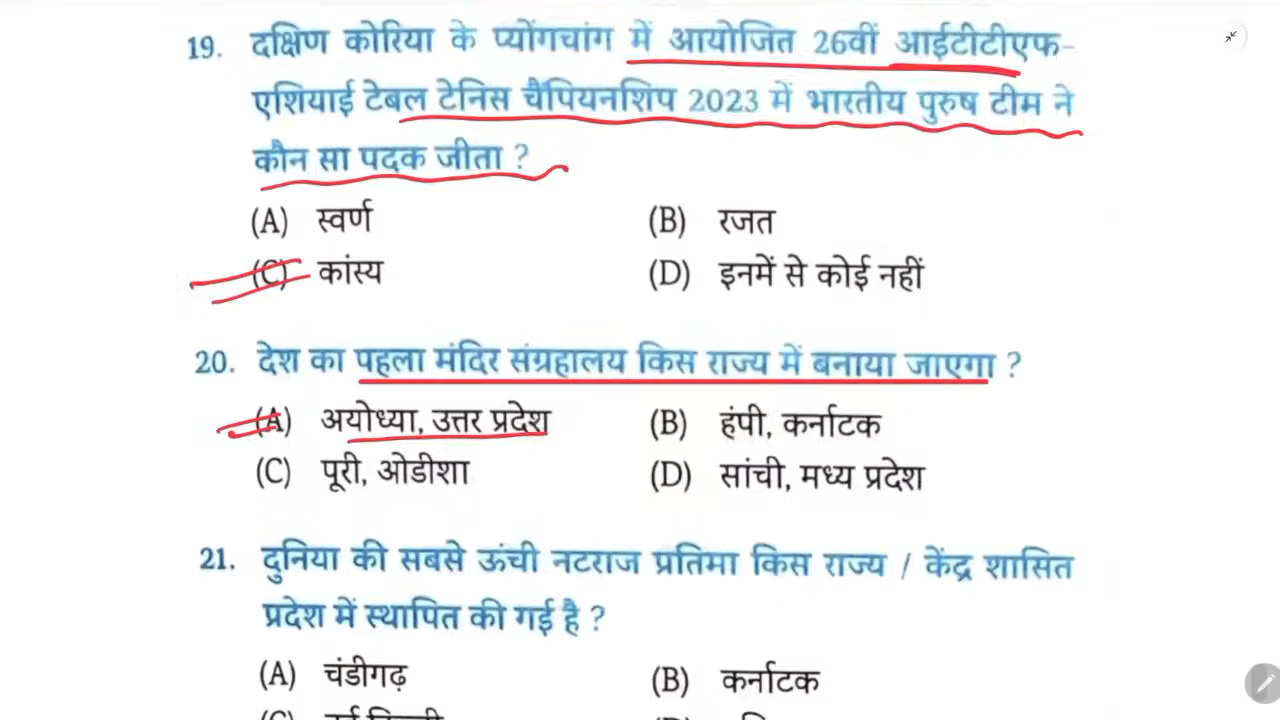 19. दक्षिण कोरिया के प्योंगचांग में आयोजित 26वीं आईटीटीएफ-
एशियाई टेबल टेनिस चैंपियनशिप 2023 में भारतीय पुरुष टीम ने
कौन सा पदक जीता ?
(A) स्वर्ण (B) रजत
(C) कांस्य (D) इनमें से कोई नहीं
20. देश का पहला मंदिर संग्रहालय किस राज्य में बनाया जाएगा ?
(A) अयोध्या, उत्तर प्रदेश (B) हंपी, कर्नाटक
(C) पूरी, ओडीशा (D) सांची, मध्य प्रदेश
21. दुनिया की सबसे ऊंची नटराज प्रतिमा किस राज्य / केंद्र शासित
प्रदेश में स्थापित की गई है ?
(A) चंडीगढ़ (B) कर्नाटक